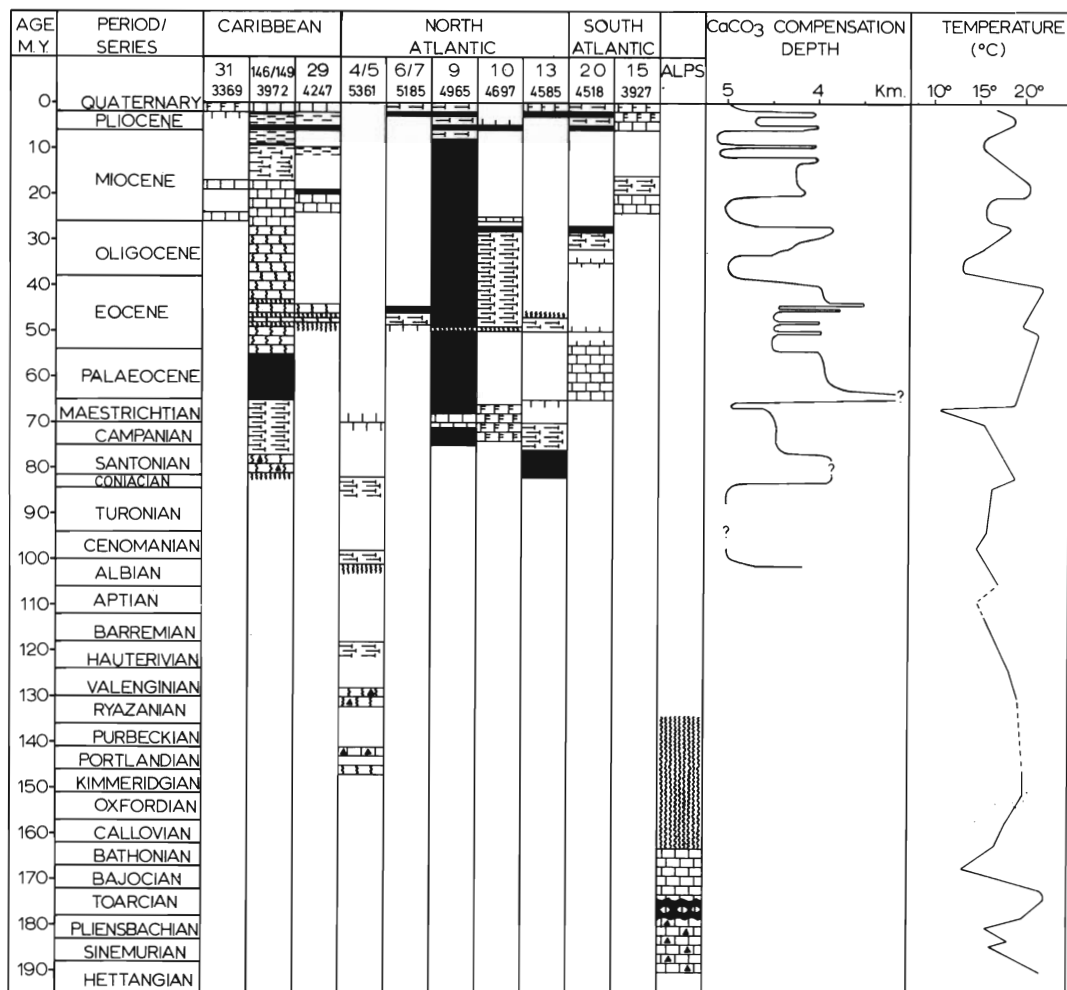 AGE M.Y.
PERIOD/ SERIES
CARIBBEAN
NORTH ATLANTIC
SOUTH ATLANTIC
CaCO3 COMPENSATION DEPTH
TEMPERATURE (°C)
31 146/149 29 4/5 6/7 9 10 13 20 15 ALPS
3369 3972 4247 5361 5185 4965 4697 4585 4518 3927
5 4 Km.
10° 15° 20°
0 QUATERNARY
PLIOCENE
10
MIOCENE
20
30
OLIGOCENE
40
EOCENE
50
60 PALAEOCENE
?
MAESTRICHTIAN
70
CAMPANIAN
80 SANTONIAN
?
CONIACIAN
90 TURONIAN
?
CENOMANIAN
100
ALBIAN
110 APTIAN
BARREMIAN
120
HAUTERIVIAN
VALENGINIAN
130
RYAZANIAN
PURBECKIAN
140
PORTLANDIAN
KIMMERIDGIAN
150
OXFORDIAN
160 CALLOVIAN
BATHONIAN
170 BAJOCIAN
TOARCIAN
180
PLIENSBACHIAN
SINEMURIAN
190
HETTANGIAN